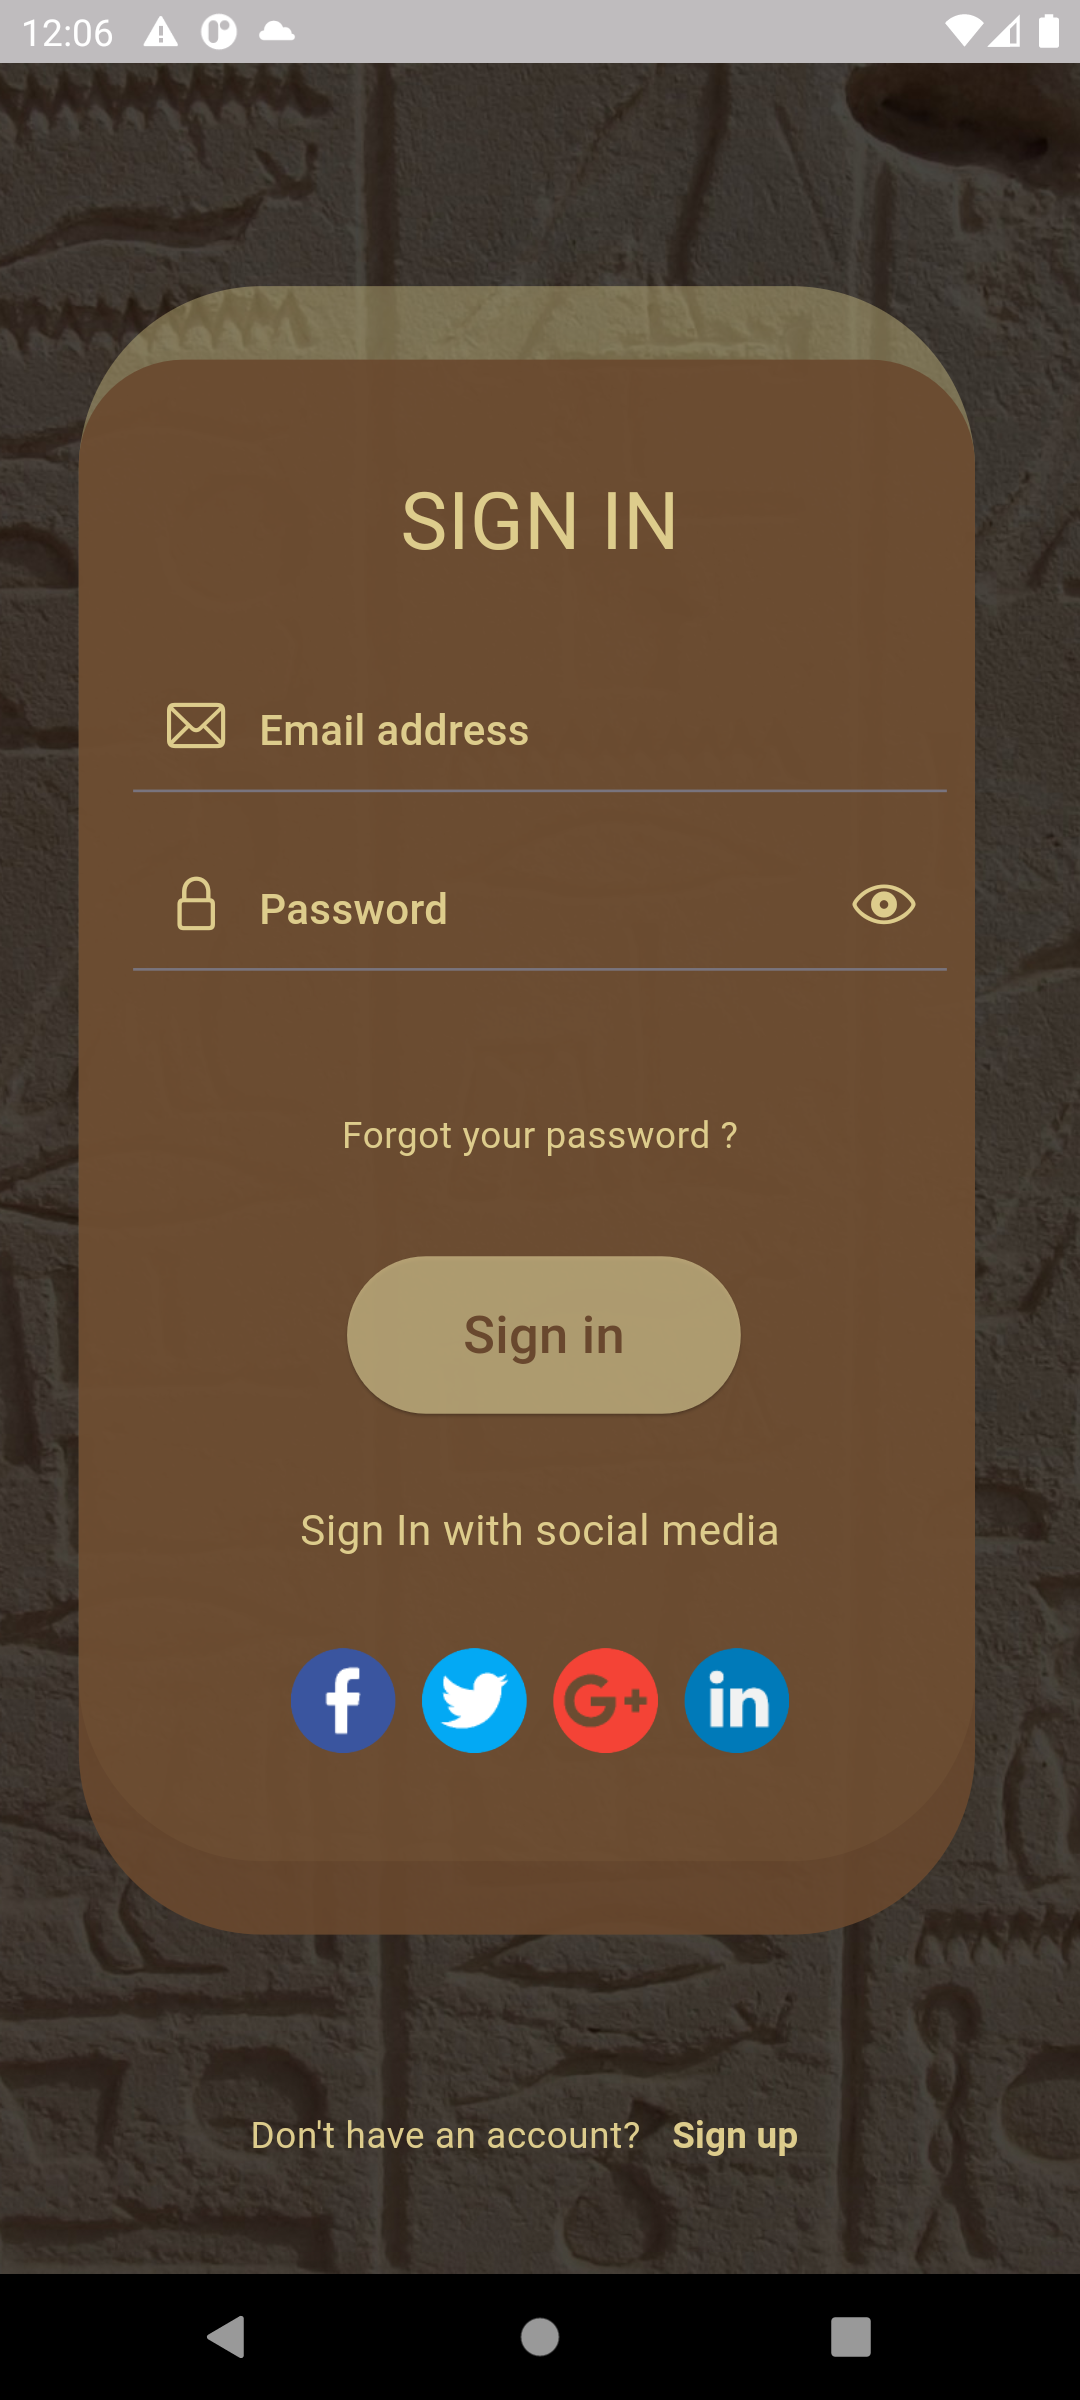 12:06
SIGN IN
Email address
Password
Forgot your password ?
Sign in
Sign In with social media
f G+ in
Don't have an account? Sign up